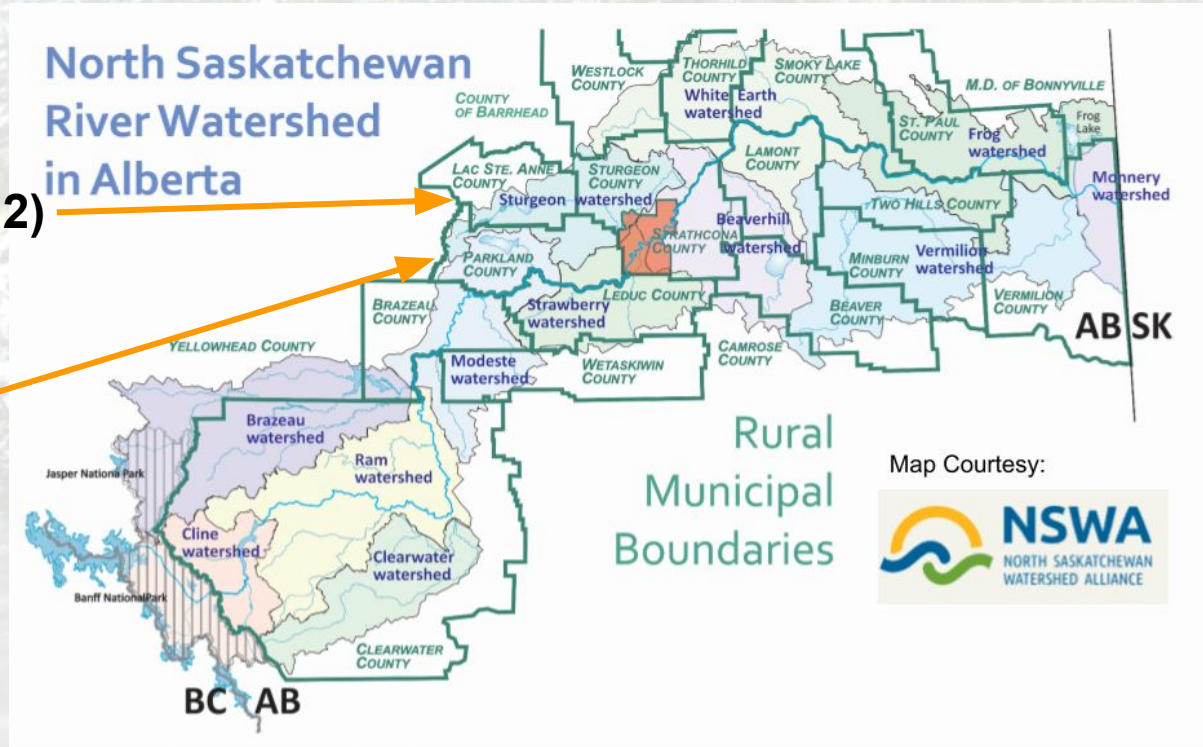 North Saskatchewan
River Watershed
in Alberta
2)
WESTLOCK
COUNTY
THORHILD
COUNTY
SMOKY LAKE
COUNTY
M.D. OF BONNYVILLE
COUNTY
OF BARRHEAD
White Earth
watershed
ST. PAUL
COUNTY
Frog
watershed
Frog
Lake
LAC STE. ANNE
COUNTY
STURGEON
COUNTY
LAMONT
COUNTY
Monnery
watershed
Sturgeon watershed
TWO HILLS COUNTY
Beaverhill
watershed
STRATHCONA
COUNTY
PARKLAND
COUNTY
MINBURN
COUNTY
Vermilion
watershed
BRAZEAU
COUNTY
Strawberry
watershed
LEDUC COUNTY
BEAVER
COUNTY
VERMILION
COUNTY
AB SK
YELLOWHEAD COUNTY
Modeste
watershed
WETASKIWIN
COUNTY
CAMROSE
COUNTY
Brazeau
watershed
Ram
watershed
Jasper Nationa Park
Rural
Municipal
Boundaries
Map Courtesy:
NSWA
NORTH SASKATCHEWAN
WATERSHED ALLIANCE
Cline
watershed
Clearwater
watershed
Banff NationalPark
CLEARWATER
COUNTY
BC AB